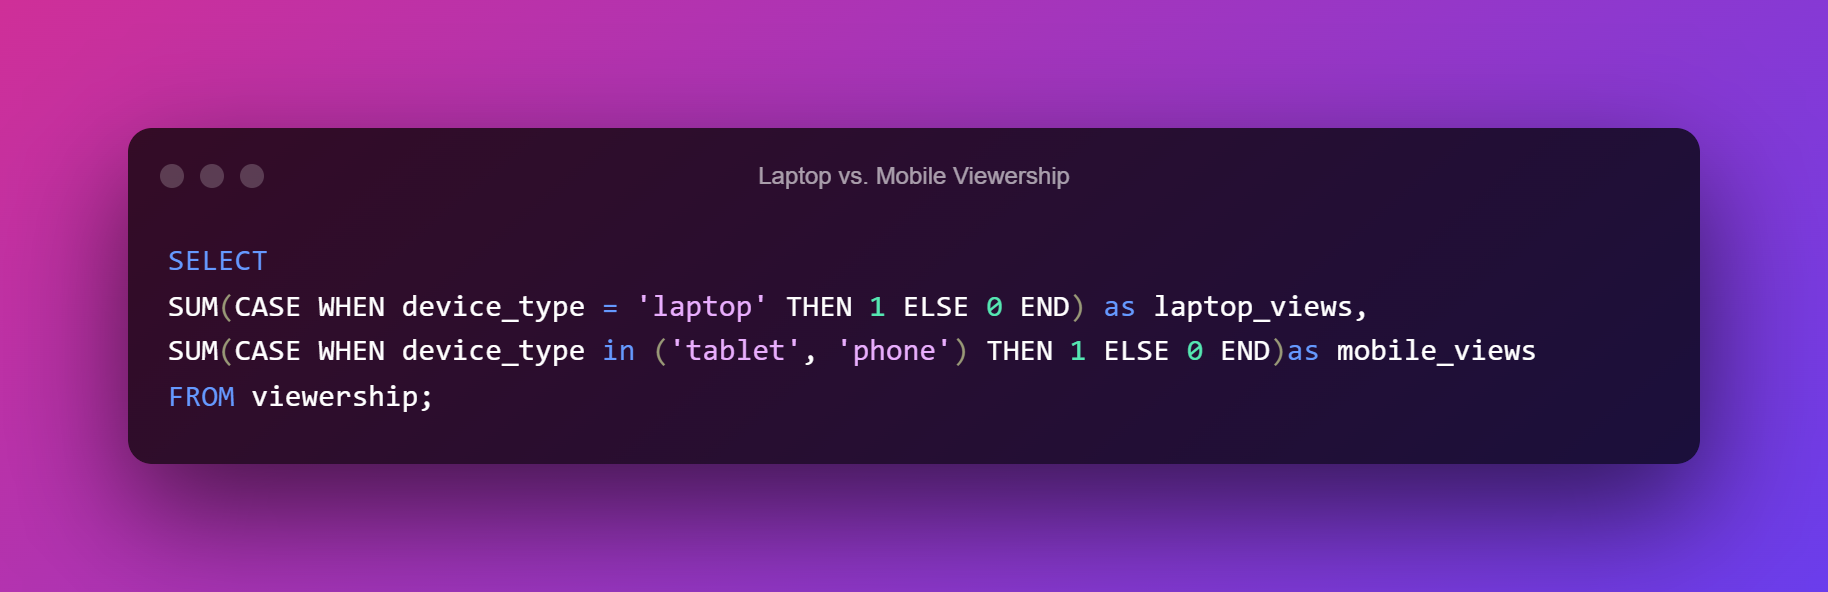 Laptop vs. Mobile Viewership
SELECT
SUM(CASE WHEN device_type = 'laptop' THEN 1 ELSE 0 END) as laptop_views,
SUM(CASE WHEN device_type in ('tablet', 'phone') THEN 1 ELSE 0 END)as mobile_views
FROM viewership;